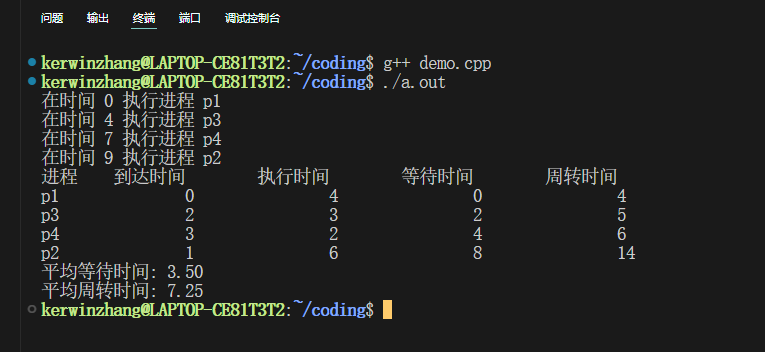 问题 输出 终端 端口 调试控制台
kerwinzhang@LAPTOP-CE81T3T2:~/coding$ g++ demo.cpp
kerwinzhang@LAPTOP-CE81T3T2:~/coding$ ./a.out
在时间 0 执行进程 p1
在时间 4 执行进程 p3
在时间 7 执行进程 p4
在时间 9 执行进程 p2
进程 到达时间 执行时间 等待时间 周转时间
p1 0 4 0 4
p3 2 3 2 5
p4 3 2 4 6
p2 1 6 8 14
平均等待时间: 3.50
平均周转时间: 7.25
kerwinzhang@LAPTOP-CE81T3T2:~/coding$